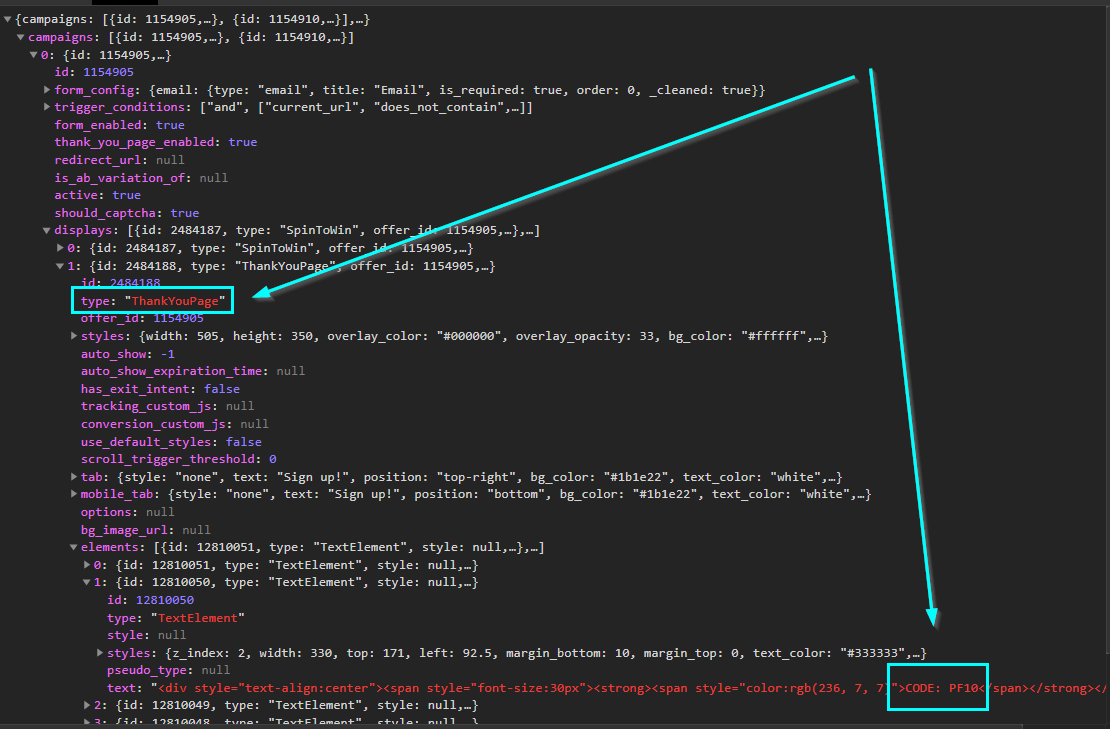 {campaigns: [{id: 1154905,…}, {id: 1154910,…}],…}
campaigns: [{id: 1154905,…}, {id: 1154910,…}]
0: {id: 1154905,…}
id: 1154905
form_config: {email: {type: "email", title: "Email", is_required: true, order: 0, _cleaned: true}}
trigger_conditions: ["and", ["current_url", "does_not_contain",…]]
form_enabled: true
thank_you_page_enabled: true
redirect_url: null
is_ab_variation_of: null
active: true
should_captcha: true
displays: [{id: 2484187, type: "SpinToWin", offer_id: 1154905,…},…]
0: {id: 2484187, type: "SpinToWin", offer_id: 1154905,…}
1: {id: 2484188, type: "ThankYouPage", offer_id: 1154905,…}
id: 2484188
type: "ThankYouPage"
offer_id: 1154905
styles: {width: 505, height: 350, overlay_color: "#000000", overlay_opacity: 33, bg_color: "#ffffff",…}
auto_show: -1
auto_show_expiration_time: null
has_exit_intent: false
tracking_custom_js: null
conversion_custom_js: null
use_default_styles: false
scroll_trigger_threshold: 0
tab: {style: "none", text: "Sign up!", position: "top-right", bg_color: "#1b1e22", text_color: "white",…}
mobile_tab: {style: "none", text: "Sign up!", position: "bottom", bg_color: "#1b1e22", text_color: "white",…}
options: null
bg_image_url: null
elements: [{id: 12810051, type: "TextElement", style: null,…},…]
0: {id: 12810051, type: "TextElement", style: null,…}
1: {id: 12810050, type: "TextElement", style: null,…}
id: 12810050
type: "TextElement"
style: null
styles: {z_index: 2, width: 330, top: 171, left: 92.5, margin_bottom: 10, margin_top: 0, text_color: "#333333",…}
pseudo_type: null
text: "<div style="text-align:center"><span style="font-size:30px"><strong><span style="color:rgb(236, 7, 7)">CODE: PF10</span></strong></
2: {id: 12810049, type: "TextElement", style: null,…}
3: {id: 12810048, type: "TextElement", style: null,…}